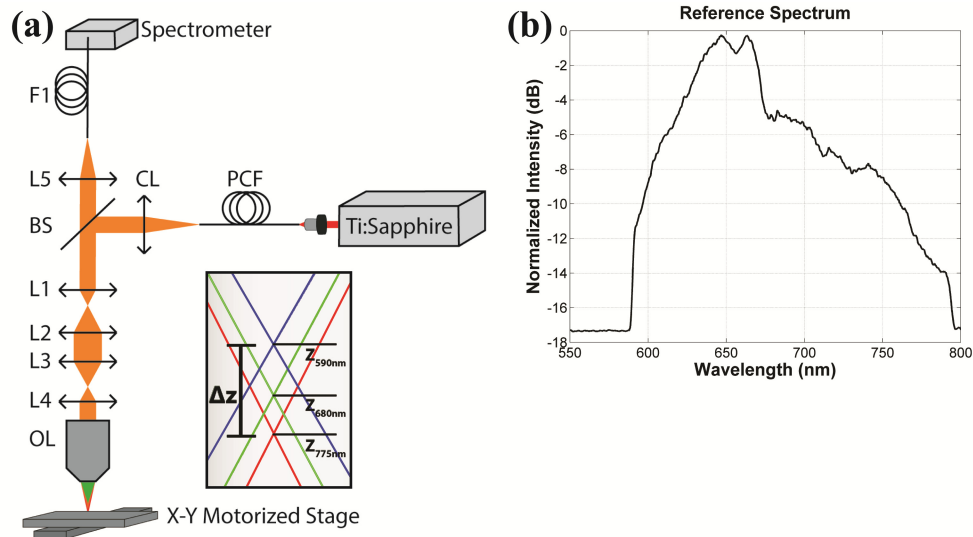 (a)
Spectrometer
F1
L5
CL
PCF
BS
Ti:Sapphire
L1
L2
L3
L4
OL
Δz
Z590nm
Z680nm
Z775nm
X-Y Motorized Stage
(b)
Reference Spectrum
Normalized Intensity (dB)
0
-2
-4
-6
-8
-10
-12
-14
-16
-18
550 600 650 700 750 800
Wavelength (nm)